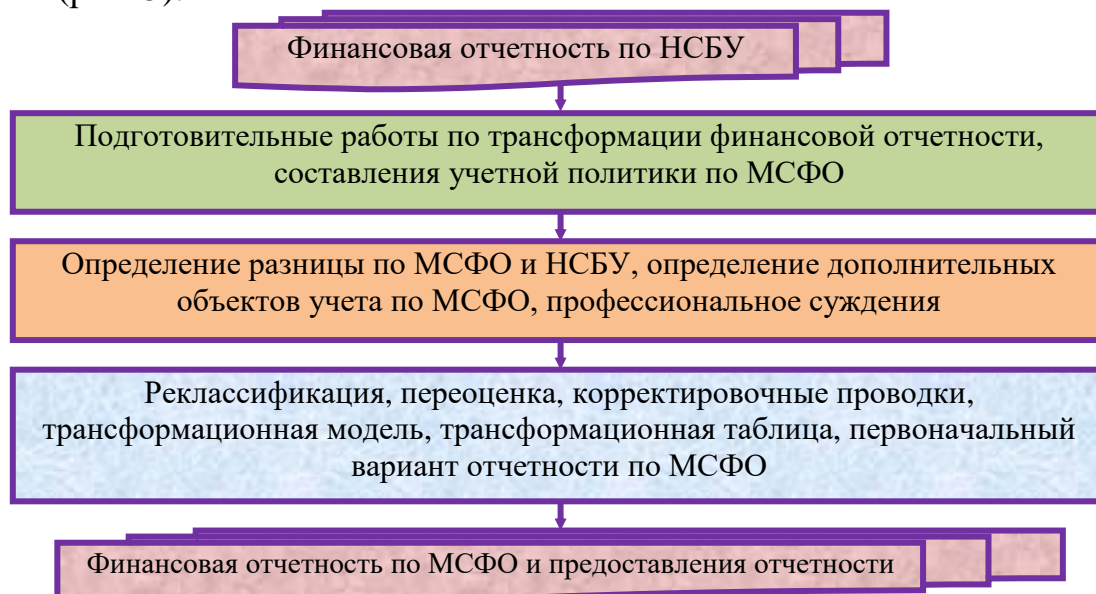 Финансовая отчетность по НСБУ
Подготовительные работы по трансформации финансовой отчетности,
составления учетной политики по МСФО
Определение разницы по МСФО и НСБУ, определение дополнительных
объектов учета по МСФО, профессиональное суждения
Реклассификация, переоценка, корректировочные проводки,
трансформационная модель, трансформационная таблица, первоначальный
вариант отчетности по МСФО
Финансовая отчетность по МСФО и предоставления отчетности